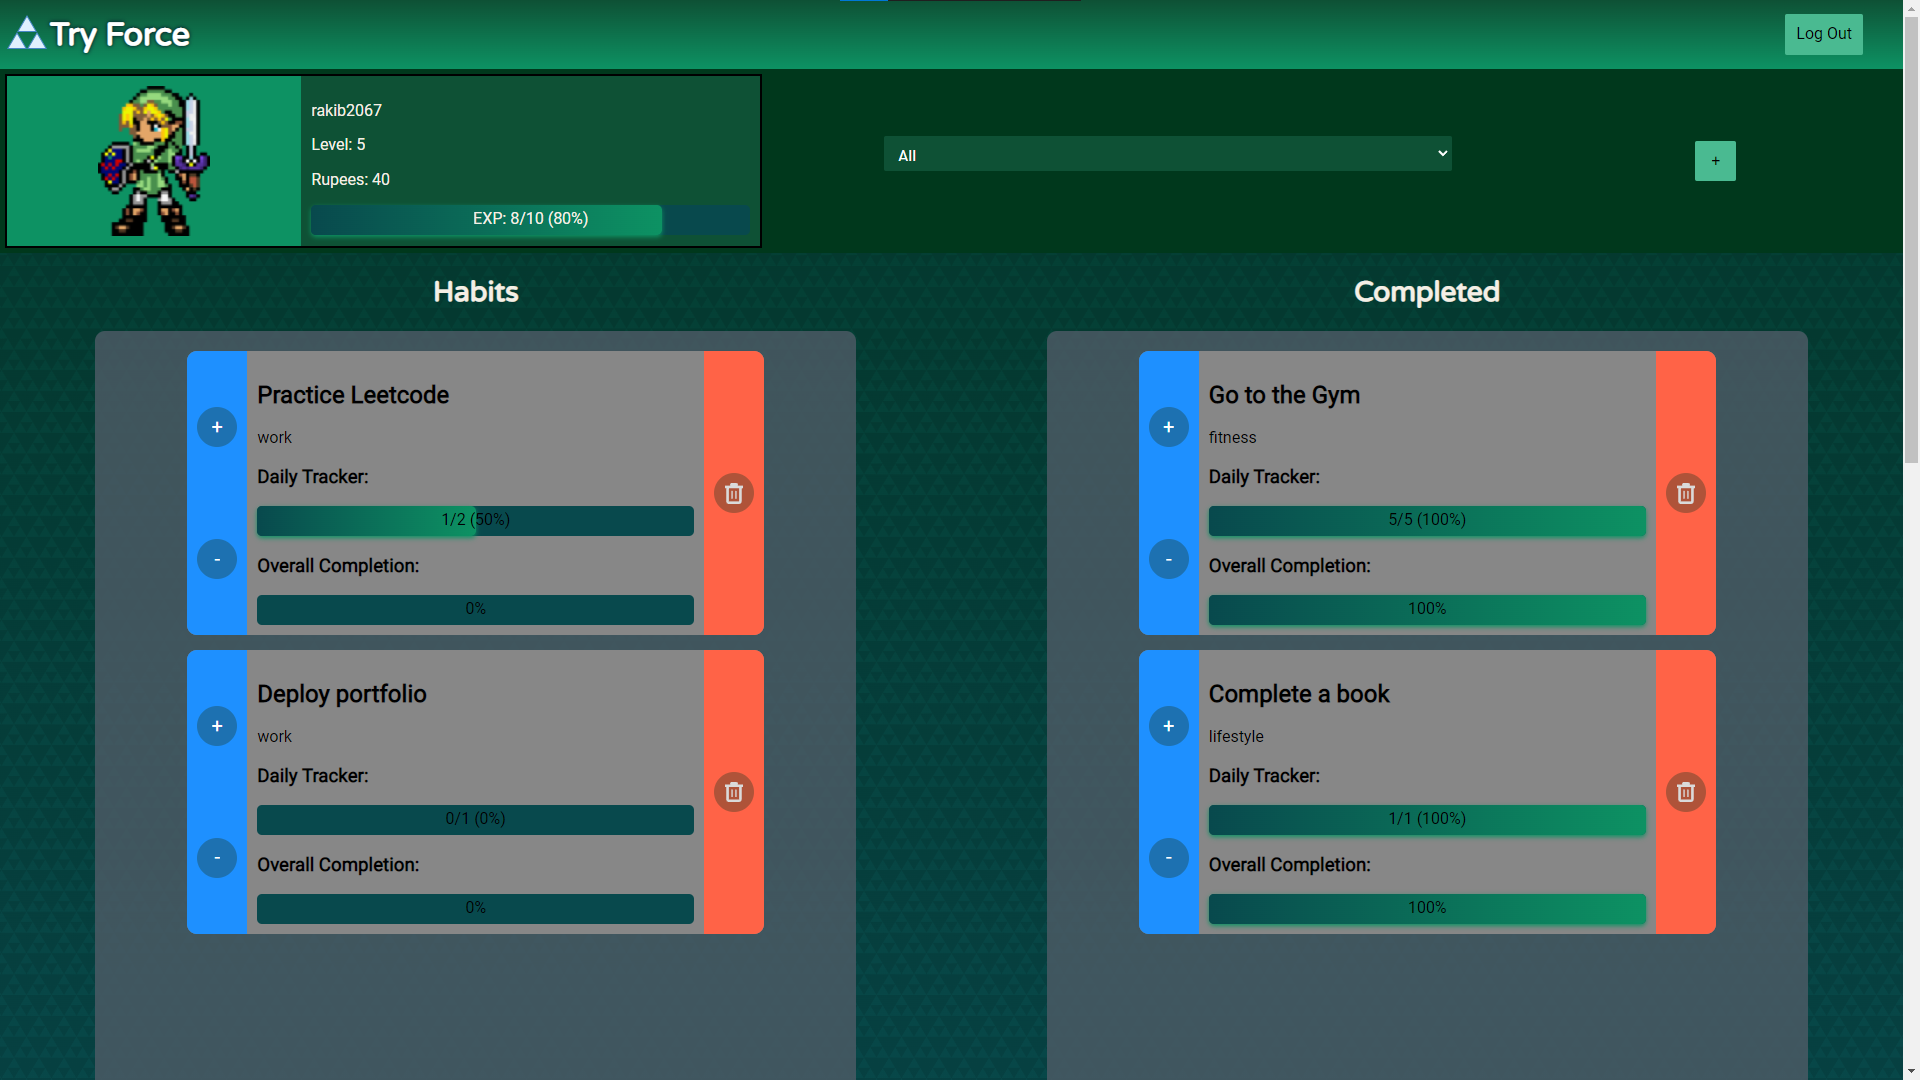 Try Force
Log Out
rakib2067
Level: 5
Rupees: 40
EXP: 8/10 (80%)
All
+
Habits
Practice Leetcode
+
work
Daily Tracker:
1/2 (50%)
-
Overall Completion:
0%
Deploy portfolio
+
work
Daily Tracker:
0/1 (0%)
-
Overall Completion:
0%
Completed
Go to the Gym
+
fitness
Daily Tracker:
5/5 (100%)
-
Overall Completion:
100%
Complete a book
+
lifestyle
Daily Tracker:
1/1 (100%)
-
Overall Completion:
100%